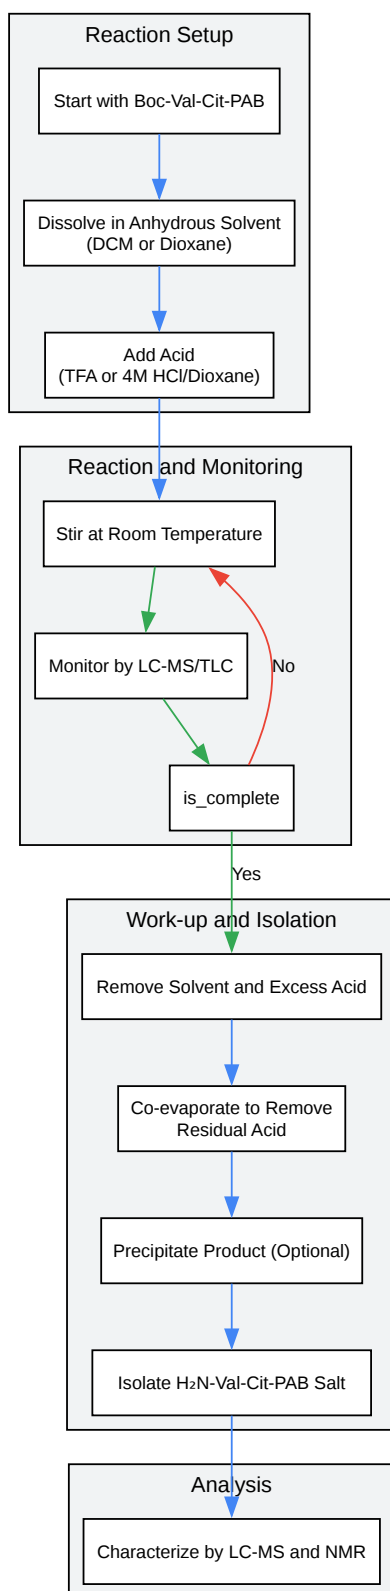 Reaction Setup
Start with Boc-Val-Cit-PAB
Dissolve in Anhydrous Solvent
(DCM or Dioxane)
Add Acid
(TFA or 4M HCl/Dioxane)
Reaction and Monitoring
Stir at Room Temperature
Monitor by LC-MS/TLC
No
is_complete
Yes
Work-up and Isolation
Remove Solvent and Excess Acid
Co-evaporate to Remove
Residual Acid
Precipitate Product (Optional)
Isolate H₂N-Val-Cit-PAB Salt
Analysis
Characterize by LC-MS and NMR